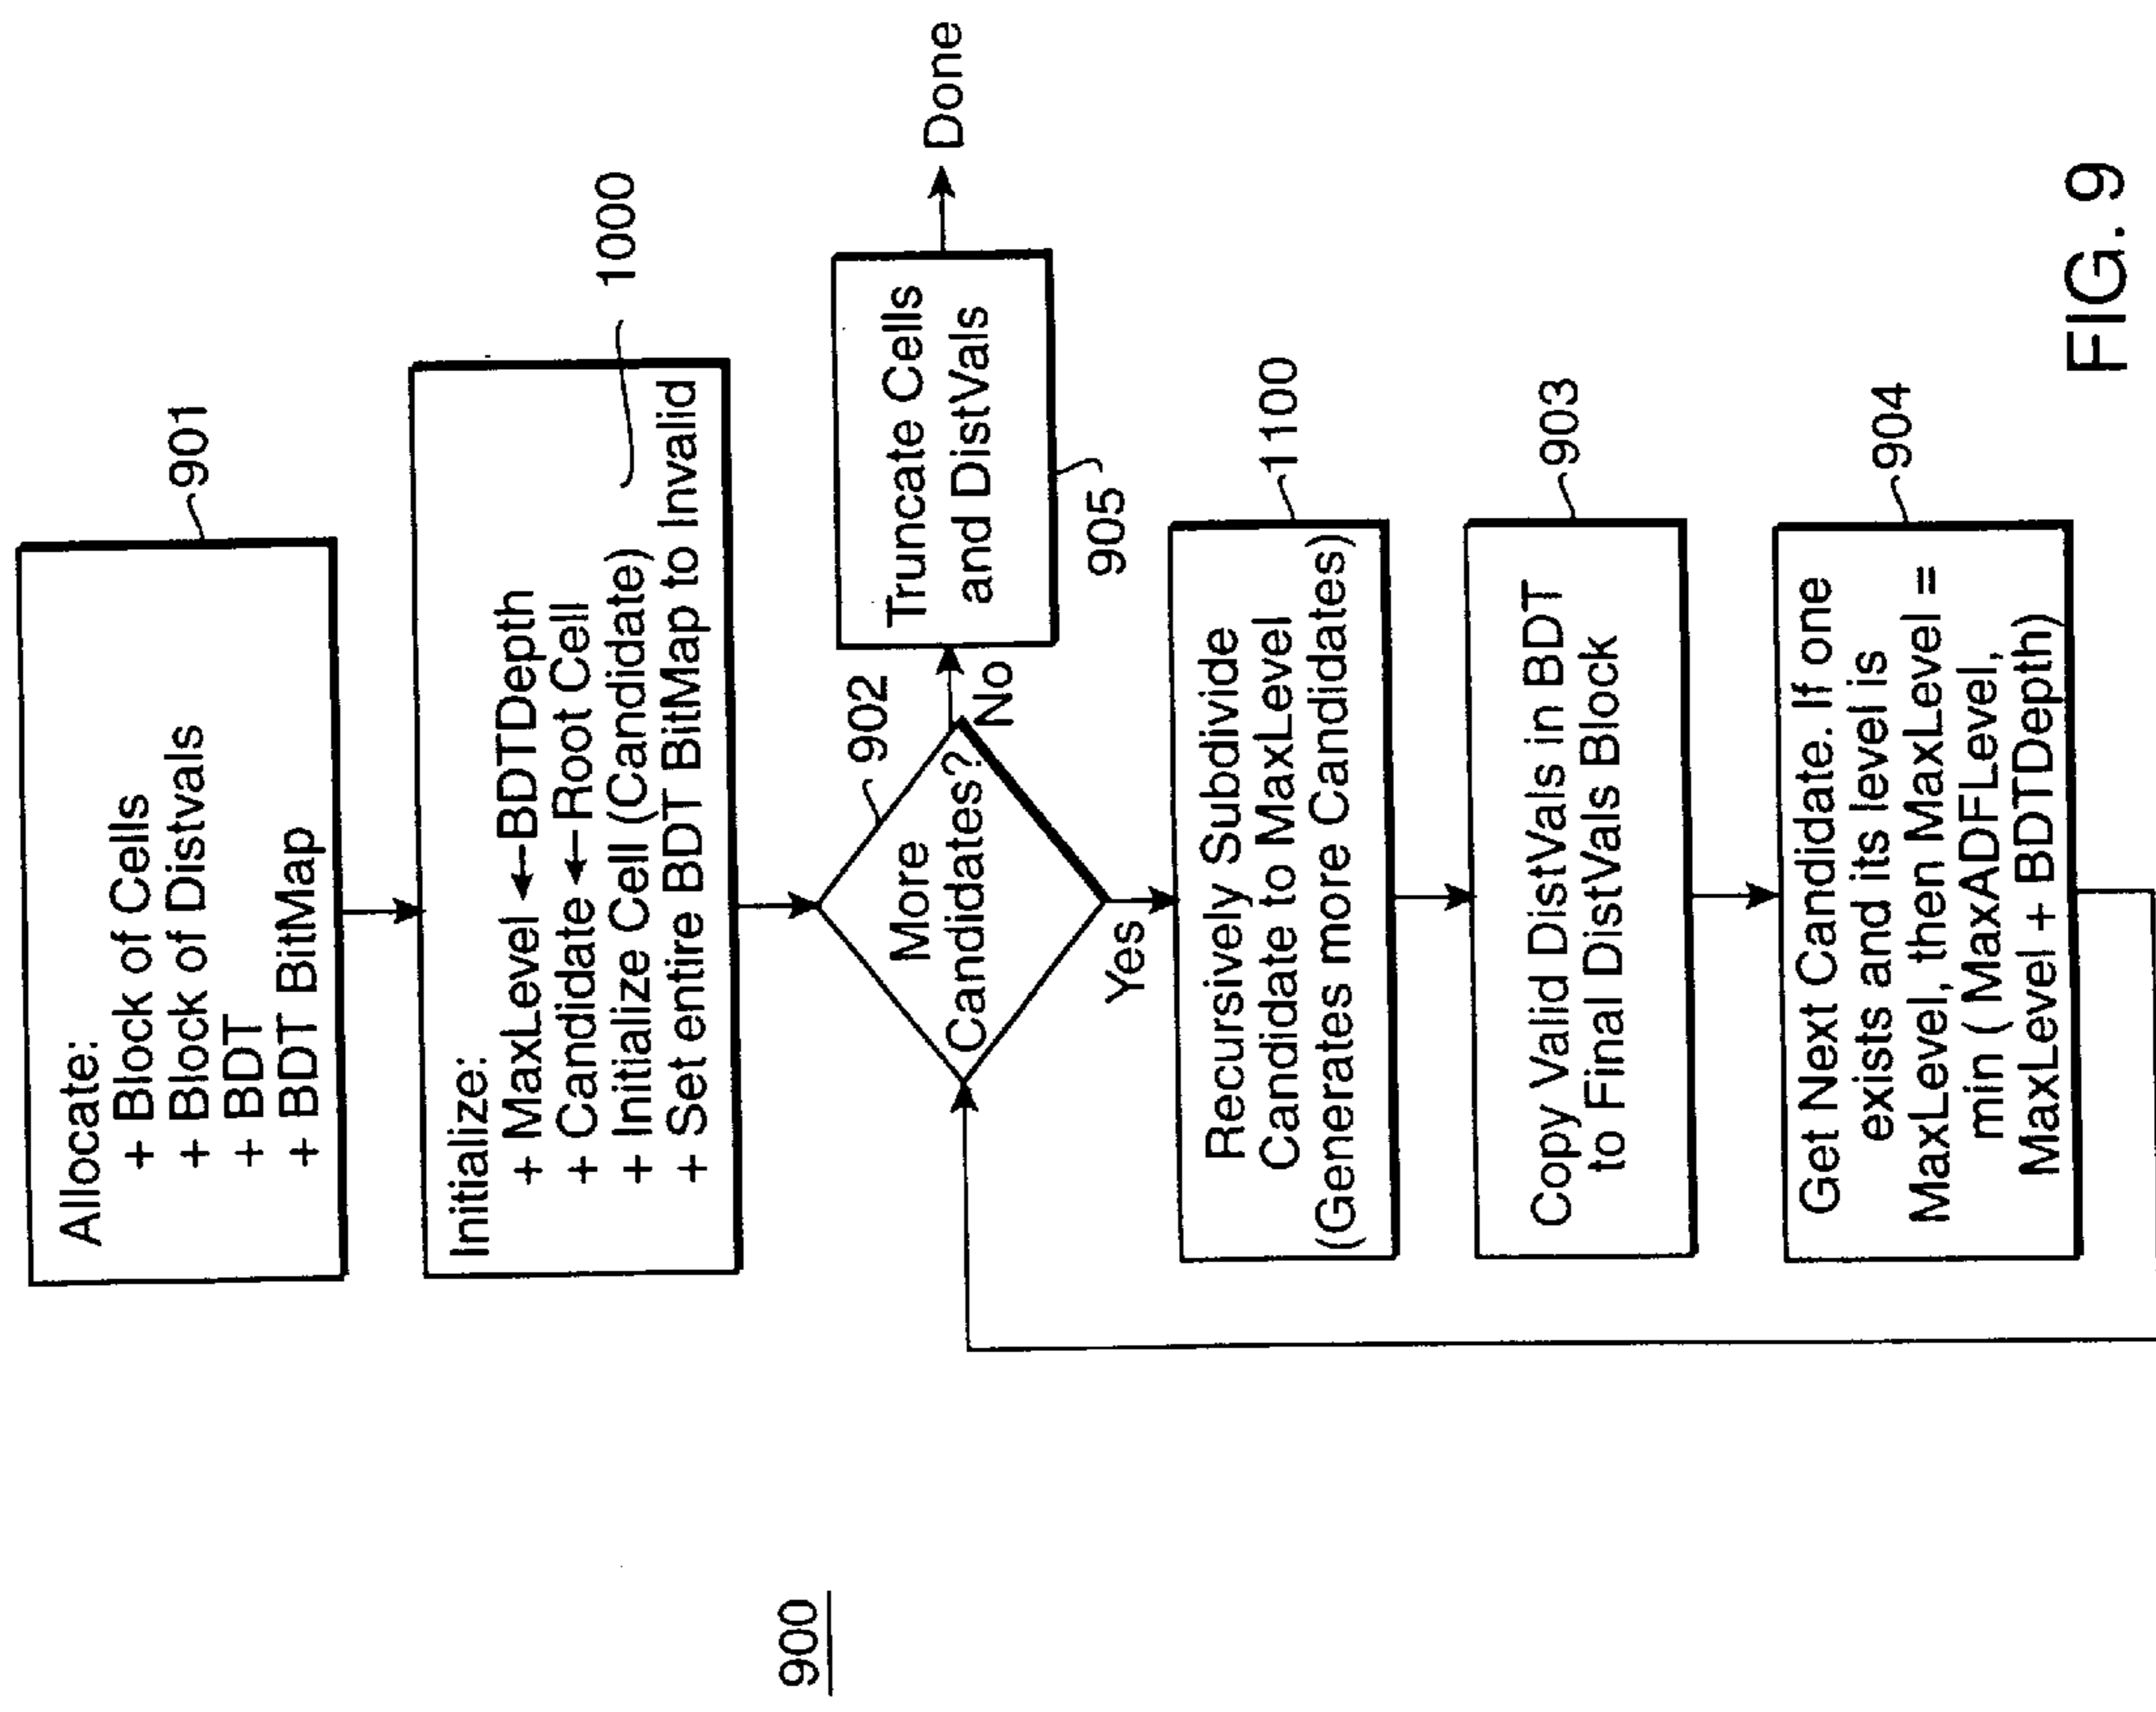 900
Allocate:
+ Block of Cells
+ Block of Distvals
+ BDT
+ BDT BitMap
901
Initialize:
+ MaxLevel ←BDTDepth
+ Candidate ←Root Cell
+ Initialize Cell (Candidate)
+ Set entire BDT BitMap to Invalid
1000
More
Candidates?
902
No
Truncate Cells
and DistVals
905
Done
Yes
Recursively Subdivide
Candidate to MaxLevel
(Generates more Candidates)
1100
Copy Valid DistVals in BDT
to Final DistVals Block
903
Get Next Candidate. If one
exists and its level is
MaxLevel, then MaxLevel =
min ( MaxADFLevel,
MaxLevel + BDTDepth)
904
FIG. 9